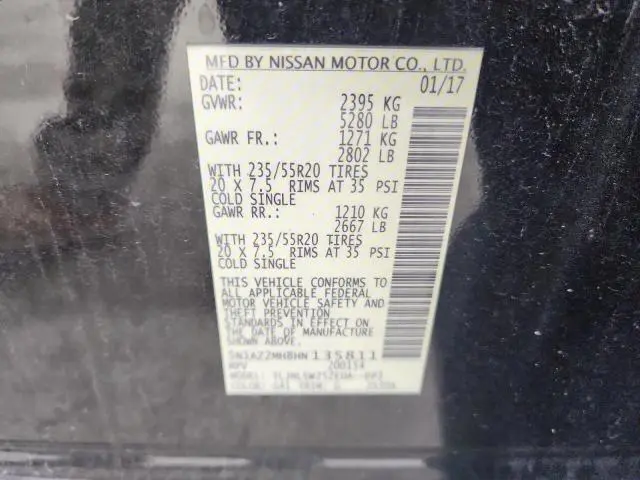 MFD BY NISSAN MOTOR CO., LTD.
DATE: 01/17
GVWR: 2395 KG
5280 LB
GAWR FR.: 1271 KG
2802 LB
WITH 235/55R20 TIRES
20 X 7.5 RIMS AT 35 PSI
COLD SINGLE
GAWR RR.: 1210 KG
2667 LB
WITH 235/55R20 TIRES
20 X 7.5 RIMS AT 35 PSI
COLD SINGLE
THIS VEHICLE CONFORMS TO
ALL APPLICABLE FEDERAL
MOTOR VEHICLE SAFETY AND
THEFT PREVENTION
STANDARDS IN EFFECT ON
THE DATE OF MANUFACTURE
SHOWN ABOVE.
5N1AZ2MH8HN135811
MPV 200114
COLOR: TRIM